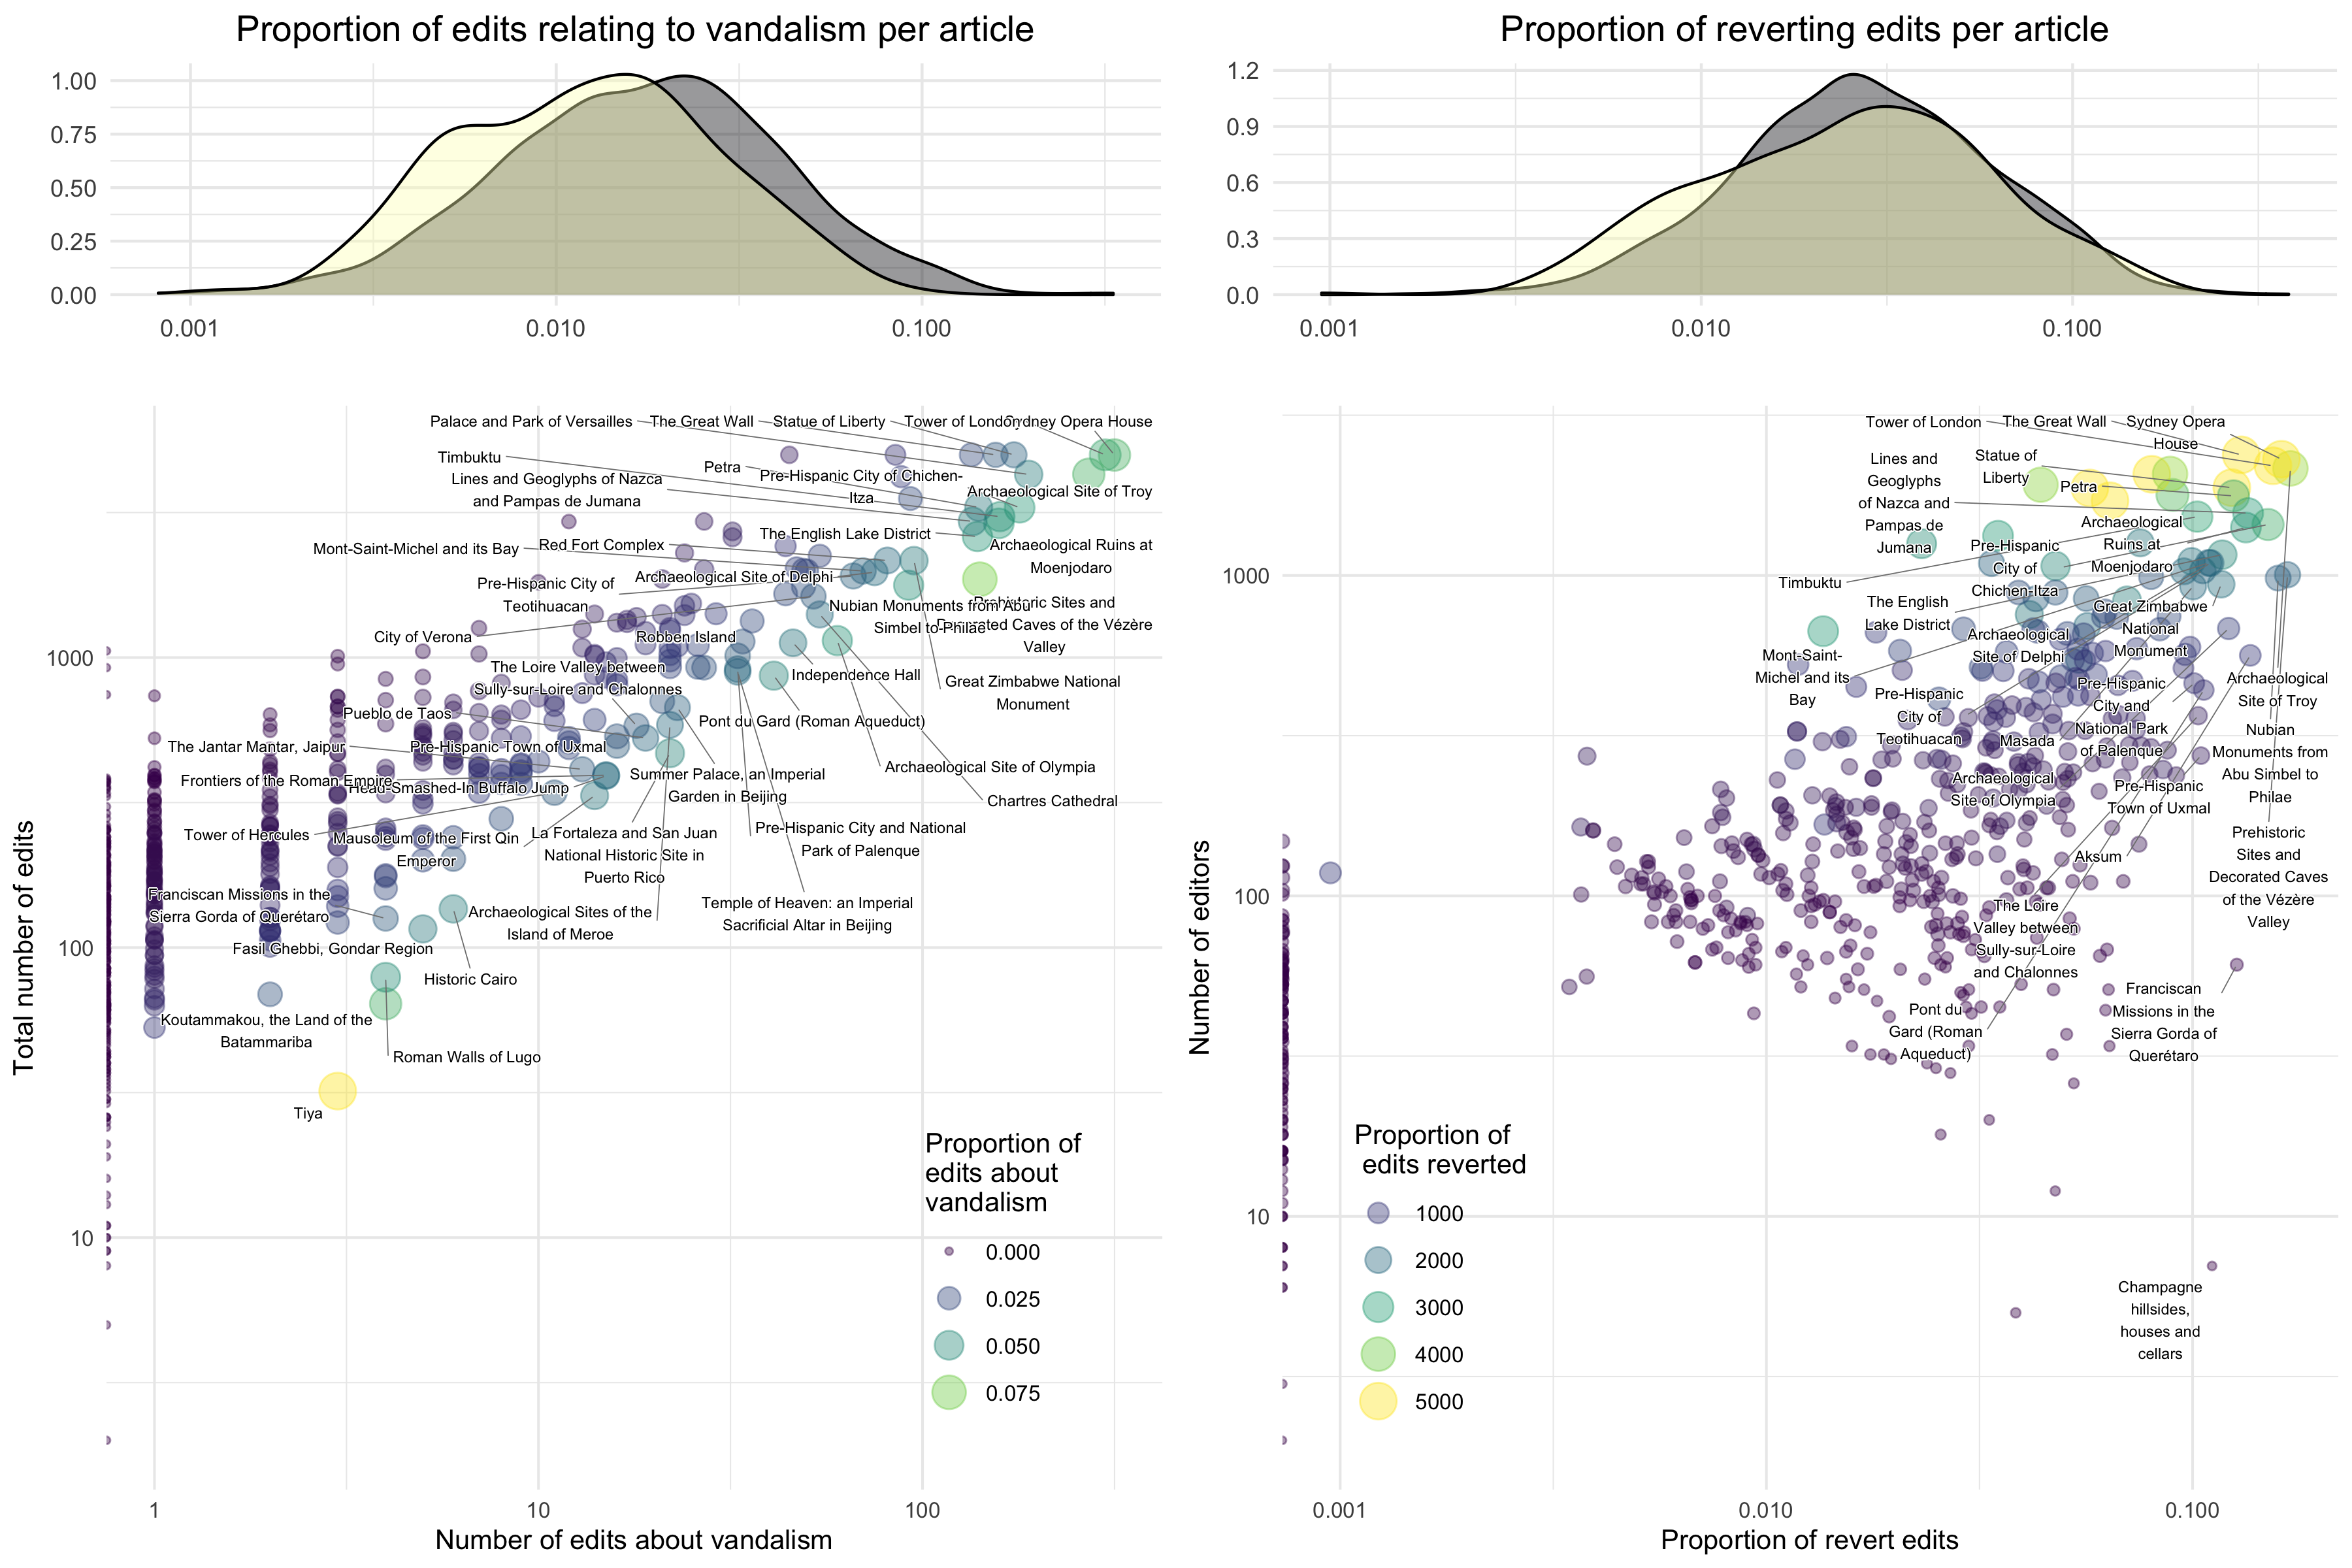 Proportion of edits relating to vandalism per article
1.00
0.75
0.50
0.25
0.00
0.001
0.010
0.100
Proportion of reverting edits per article
1.2
0.9
0.6
0.3
0.0
0.001
0.010
0.100
Total number of edits
1000
100
10
Palace and Park of Versailles
The Great Wall
Statue of Liberty
Tower of London
Sydney Opera House
Timbuktu
Petra
Lines and Geoglyphs of Nazca
and Pampas de Jumana
Pre-Hispanic City of Chichen-
Itza
Archaeological Site of Troy
The English Lake District
Mont-Saint-Michel and its Bay
Red Fort Complex
Archaeological Ruins at
Moenjodaro
Pre-Hispanic City of
Teotihuacan
Archaeological Site of Delphi
Nubian Monuments from Abu
Simbel to Philae
Prehistoric Sites and
Decorated Caves of the Vézère
Valley
City of Verona
Robben Island
The Loire Valley between
Sully-sur-Loire and Chalonnes
Independence Hall
Great Zimbabwe National
Monument
Pueblo de Taos
Pont du Gard (Roman Aqueduct)
The Jantar Mantar, Jaipur
Pre-Hispanic Town of Uxmal
Archaeological Site of Olympia
Frontiers of the Roman Empire
Head-Smashed-In Buffalo Jump
Summer Palace, an Imperial
Garden in Beijing
Chartres Cathedral
Tower of Hercules
Mausoleum of the First Qin
Emperor
La Fortaleza and San Juan
National Historic Site in
Puerto Rico
Pre-Hispanic City and National
Park of Palenque
Franciscan Missions in the
Sierra Gorda of Querétaro
Archaeological Sites of the
Island of Meroe
Temple of Heaven: an Imperial
Sacrificial Altar in Beijing
Fasil Ghebbi, Gondar Region
Historic Cairo
Koutammakou, the Land of the
Batammariba
Roman Walls of Lugo
Tiya
Proportion of
edits about
vandalism
0.000
0.025
0.050
0.075
1
10
100
Number of edits about vandalism
Number of editors
1000
100
10
Tower of London
The Great Wall
Sydney Opera
House
Lines and
Geoglyphs
of Nazca and
Pampas de
Jumana
Statue of
Liberty
Petra
Archaeological
Ruins at
Moenjodaro
Pre-Hispanic
City of
Chichen-Itza
Timbuktu
The English
Lake District
Great Zimbabwe
National
Monument
Archaeological
Site of Delphi
Mont-Saint-
Michel and its
Bay
Pre-Hispanic
City of
Teotihuacan
Pre-Hispanic
City and
National Park
of Palenque
Archaeological
Site of Troy
Masada
Nubian
Monuments from
Abu Simbel to
Philae
Archaeological
Site of Olympia
Pre-Hispanic
Town of Uxmal
Prehistoric
Sites and
Decorated Caves
of the Vézère
Valley
Aksum
The Loire
Valley between
Sully-sur-Loire
and Chalonnes
Franciscan
Missions in the
Sierra Gorda of
Querétaro
Pont du
Gard (Roman
Aqueduct)
Champagne
hillsides,
houses and
cellars
Proportion of
edits reverted
1000
2000
3000
4000
5000
0.001
0.010
0.100
Proportion of revert edits